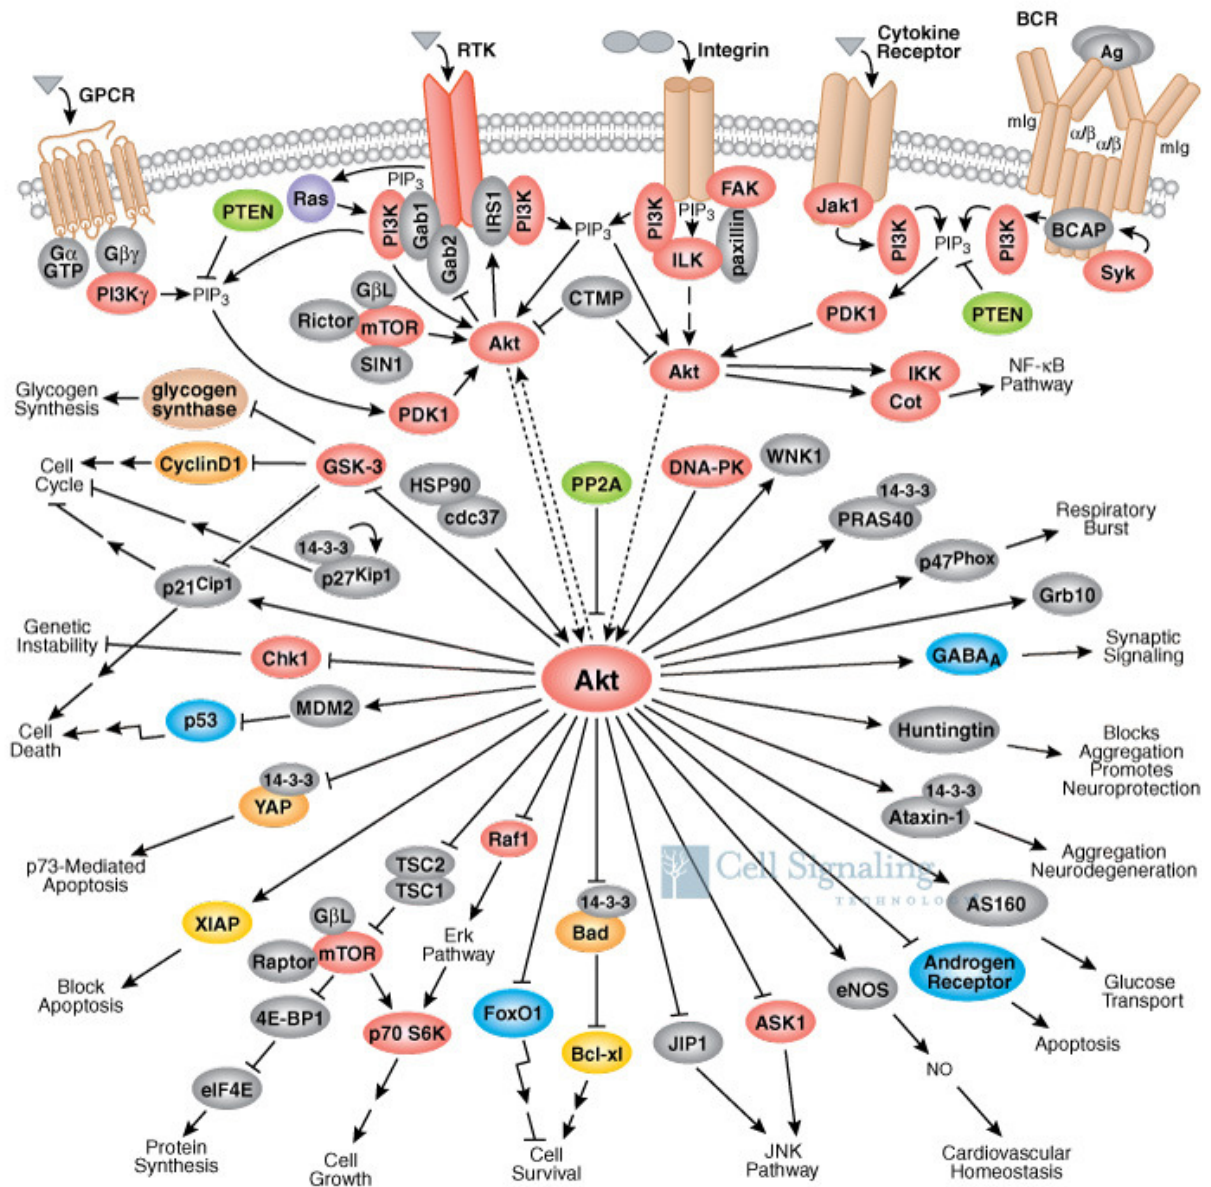 BCR
Ag
RTK
Integrin
Cytokine
Receptor
GPCR
mIg
α/β
α/β
mIg
PIP3
Ras
PTEN
PI3K
Gab1
Gab2
IRS1
PI3K
PIP3
PI3K
PIP3
FAK
paxillin
ILK
Jak1
PI3K
PIP3
PI3K
BCAP
Syk
Gα
GTP
Gβγ
PI3Kγ
PIP3
GβL
Rictor
mTOR
SIN1
Akt
CTMP
Akt
PDK1
PTEN
IKK
Cot
NF-κB
Pathway
Glycogen
Synthesis
glycogen
synthase
PDK1
Cell
Cycle
CyclinD1
GSK-3
HSP90
cdc37
PP2A
DNA-PK
WNK1
14-3-3
PRAS40
Respiratory
Burst
p47Phox
14-3-3
p27Kip1
p21Cip1
Grb10
Genetic
Instability
Chk1
GABAA
Synaptic
Signaling
Akt
MDM2
p53
Cell
Death
Huntingtin
Blocks
Aggregation
Promotes
Neuroprotection
14-3-3
YAP
14-3-3
Ataxin-1
p73-Mediated
Apoptosis
Raf1
TSC2
TSC1
Aggregation
Neurodegeneration
Cell Signaling
TECHNOLOGY
AS160
XIAP
GβL
mTOR
Raptor
Erk
Pathway
14-3-3
Bad
Androgen
Receptor
eNOS
Block
Apoptosis
Glucose
Transport
4E-BP1
p70 S6K
FoxO1
Bcl-xl
JIP1
ASK1
Apoptosis
eIF4E
NO
Protein
Synthesis
Cell
Growth
Cell
Survival
JNK
Pathway
Cardiovascular
Homeostasis